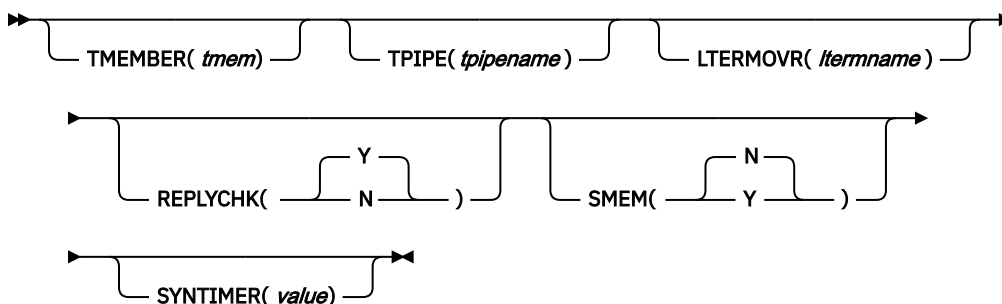 TMEMBER( tmem) TPIPE( tpipename ) LTERMOVR( ltermname )
Y N
REPLYCHK( N ) SMEM( Y )
SYNTIMER( value)